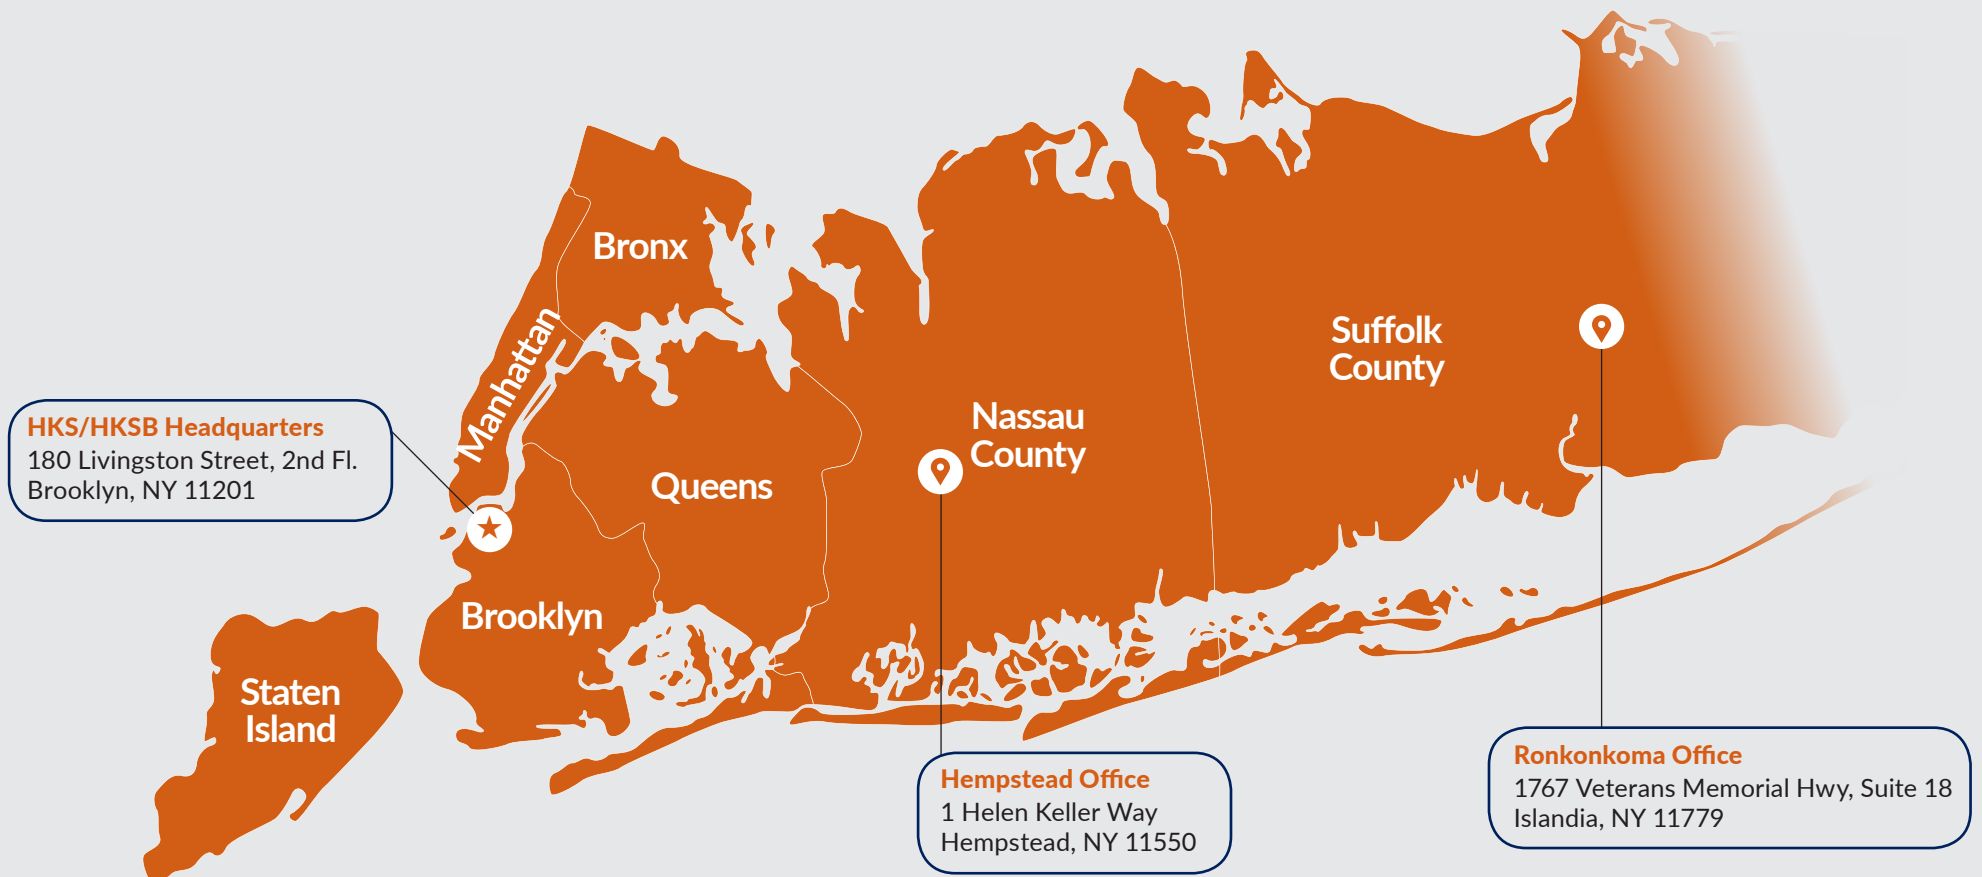 Bronx
Manhattan
Suffolk
County
Nassau
County
HKS/HKSB Headquarters
180 Livingston Street, 2nd Fl.
Brooklyn, NY 11201
Queens
Brooklyn
Staten
Island
Hempstead Office
1 Helen Keller Way
Hempstead, NY 11550
Ronkonkoma Office
1767 Veterans Memorial Hwy, Suite 18
Islandia, NY 11779